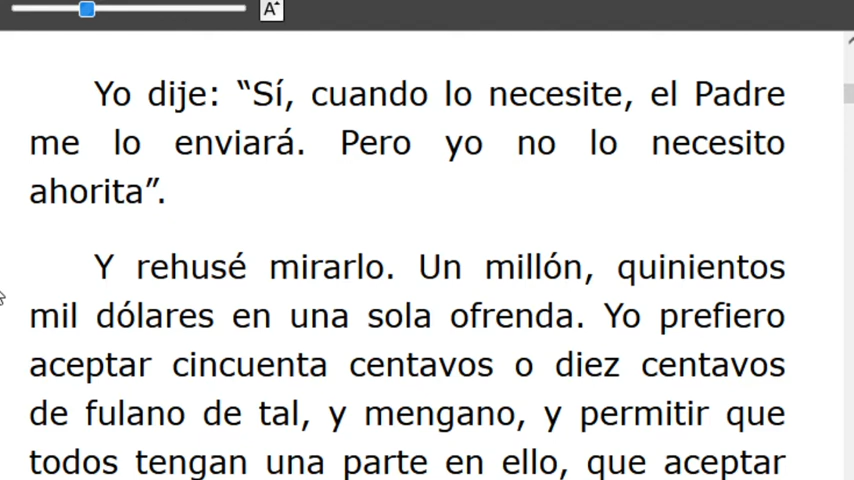 A
Yo dije: “Sí, cuando lo necesite, el Padre
me lo enviará. Pero yo no lo necesito
ahorita”.
Y rehusé mirarlo. Un millón, quinientos
mil dólares en una sola ofrenda. Yo prefiero
aceptar cincuenta centavos o diez centavos
de fulano de tal, y mengano, y permitir que
todos tengan una parte en ello, que aceptar